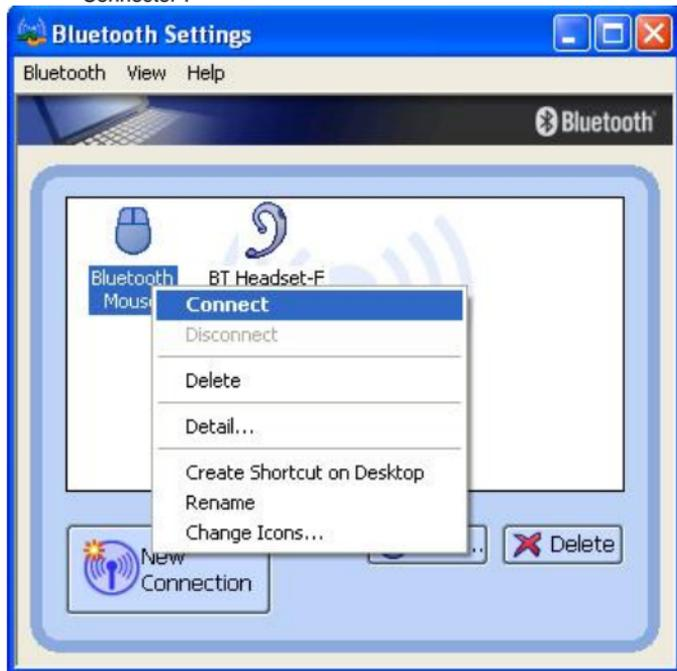 Bluetooth Settings
Bluetooth View Help
Bluetooth
Bluetooth BT Headset-F
Mouse
Connect
Disconnect
Delete
Detail...
Create Shortcut on Desktop
Rename
Change Icons...
New
Connection
Delete